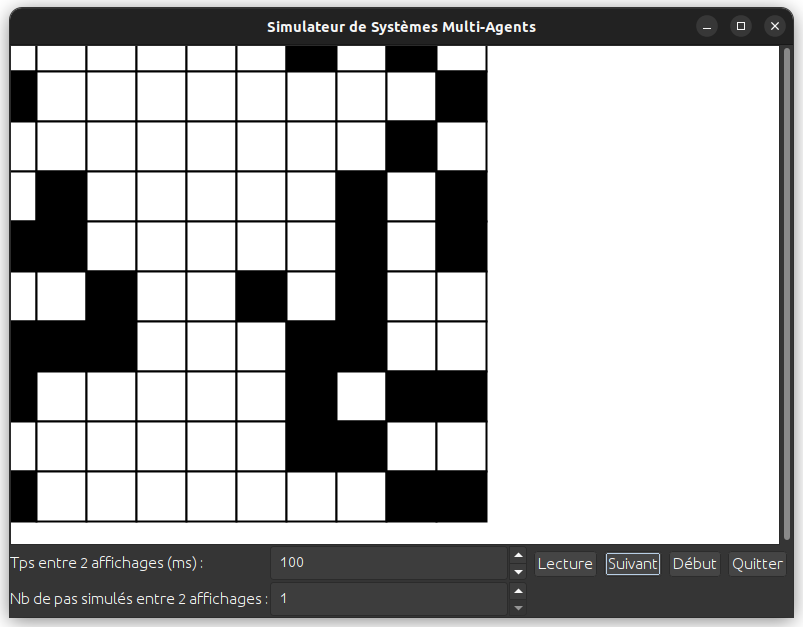 Simulateur de Systèmes Multi-Agents
Tps entre 2 affichages (ms) : 100 Lecture Suivant Début Quitter
Nb de pas simulés entre 2 affichages : 1